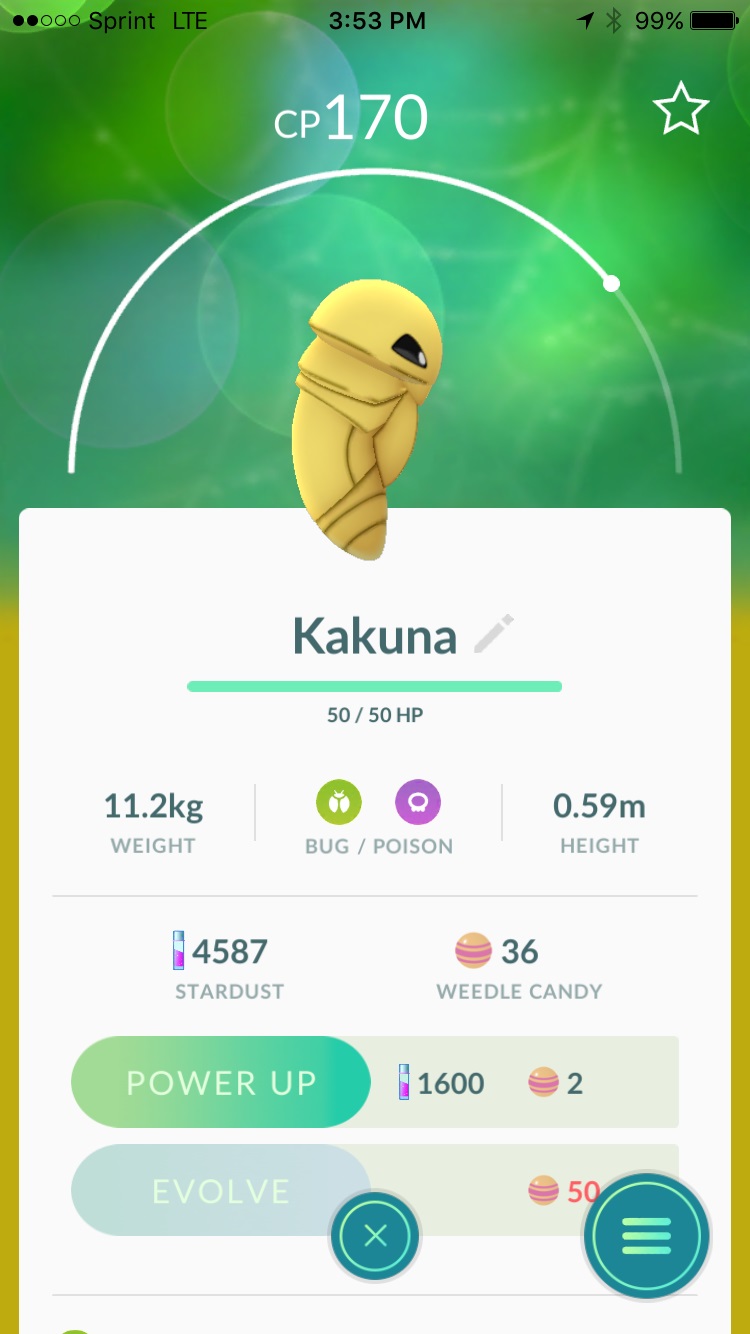 Sprint LTE 3:53 PM 99%
CP170
Kakuna
50 / 50 HP
11.2kg 0.59m
WEIGHT BUG / POISON HEIGHT
4587 36
STARDUST WEEDLE CANDY
POWER UP 1600 2
EVOLVE 50